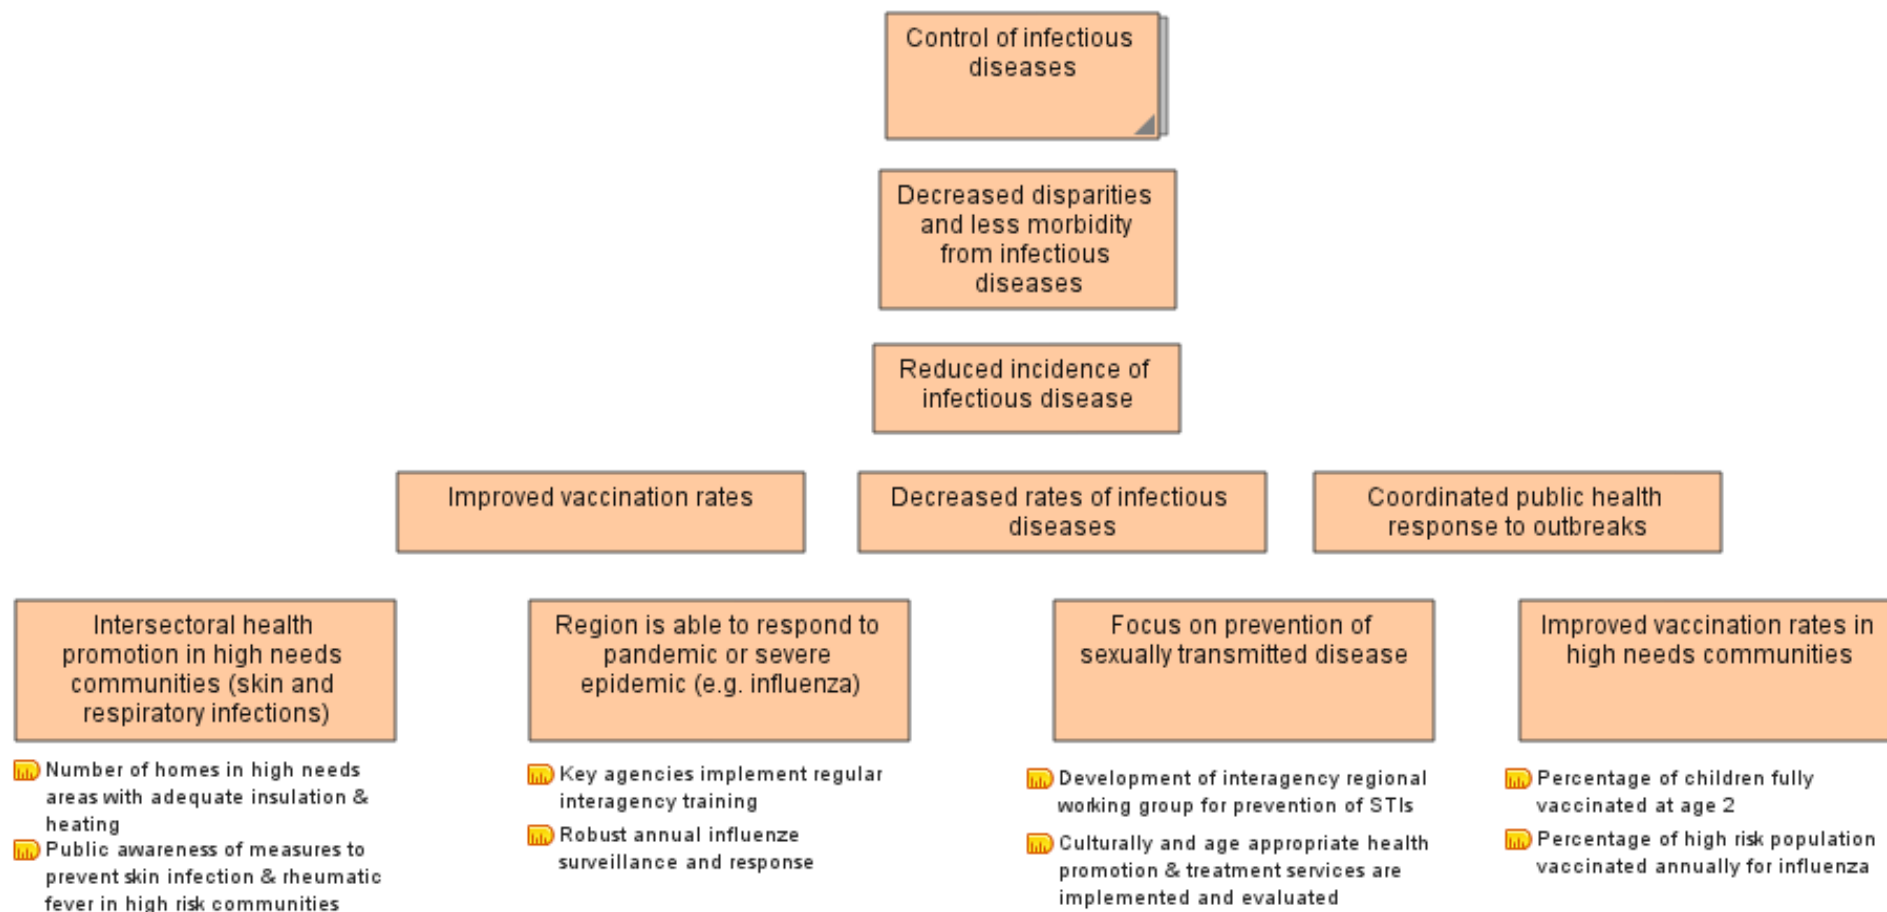 Control of infectious
diseases
Decreased disparities
and less morbidity
from infectious
diseases
Reduced incidence of
infectious disease
Improved vaccination rates
Decreased rates of infectious
diseases
Coordinated public health
response to outbreaks
Intersectoral health
promotion in high needs
communities (skin and
respiratory infections)
Region is able to respond to
pandemic or severe
epidemic (e.g. influenza)
Focus on prevention of
sexually transmitted disease
Improved vaccination rates in
high needs communities
Number of homes in high needs
areas with adequate insulation &
heating
Public awareness of measures to
prevent skin infection & rheumatic
fever in high risk communities
Key agencies implement regular
interagency training
Robust annual influenze
surveillance and response
Development of interagency regional
working group for prevention of STIs
Culturally and age appropriate health
promotion & treatment services are
implemented and evaluated
Percentage of children fully
vaccinated at age 2
Percentage of high risk population
vaccinated annually for influenza